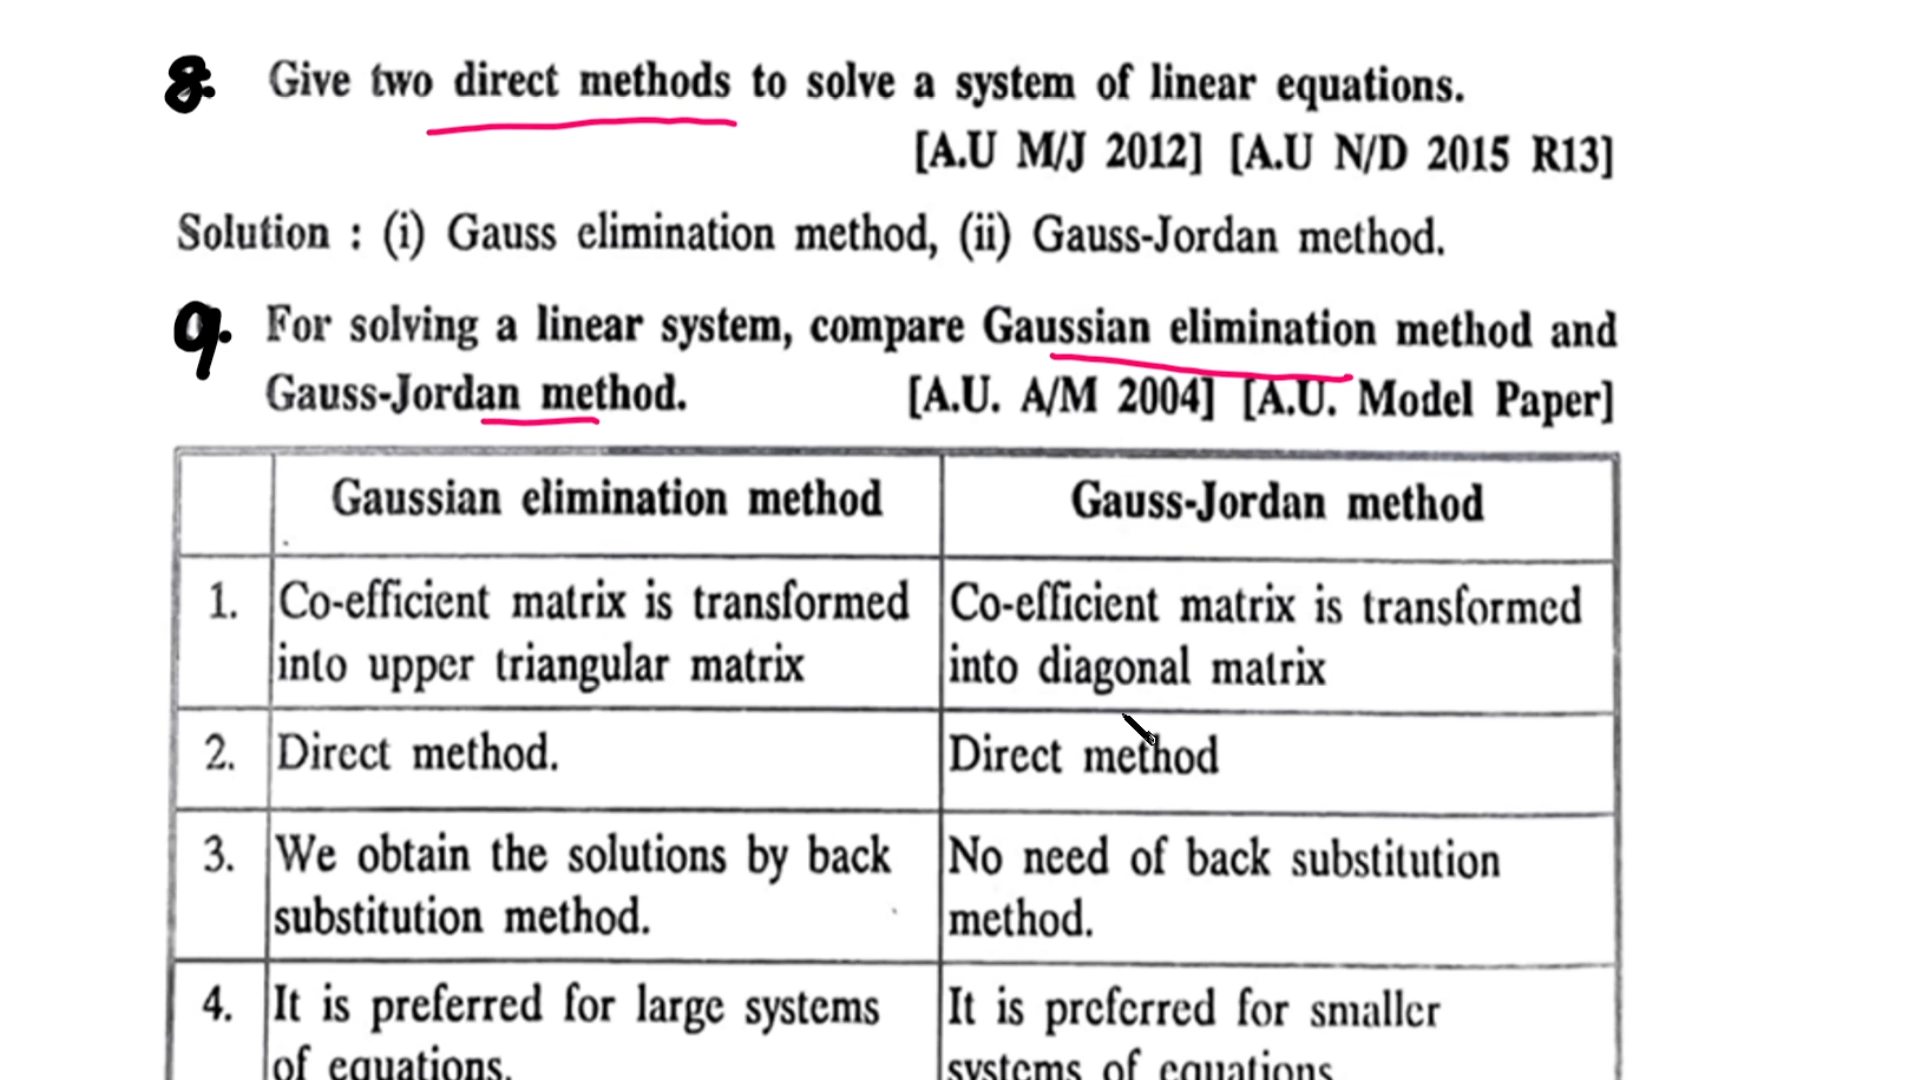 8. Give two direct methods to solve a system of linear equations.
[A.U M/J 2012] [A.U N/D 2015 R13]
Solution : (i) Gauss elimination method, (ii) Gauss-Jordan method.
9. For solving a linear system, compare Gaussian elimination method and
Gauss-Jordan method. [A.U. A/M 2004] [A.U. Model Paper]
Gaussian elimination method Gauss-Jordan method
1. Co-efficient matrix is transformed Co-efficient matrix is transformed
into upper triangular matrix into diagonal matrix
2. Direct method. Direct method
3. We obtain the solutions by back No need of back substitution
substitution method. method.
4. It is preferred for large systems It is preferred for smaller
of equations. systems of equations.